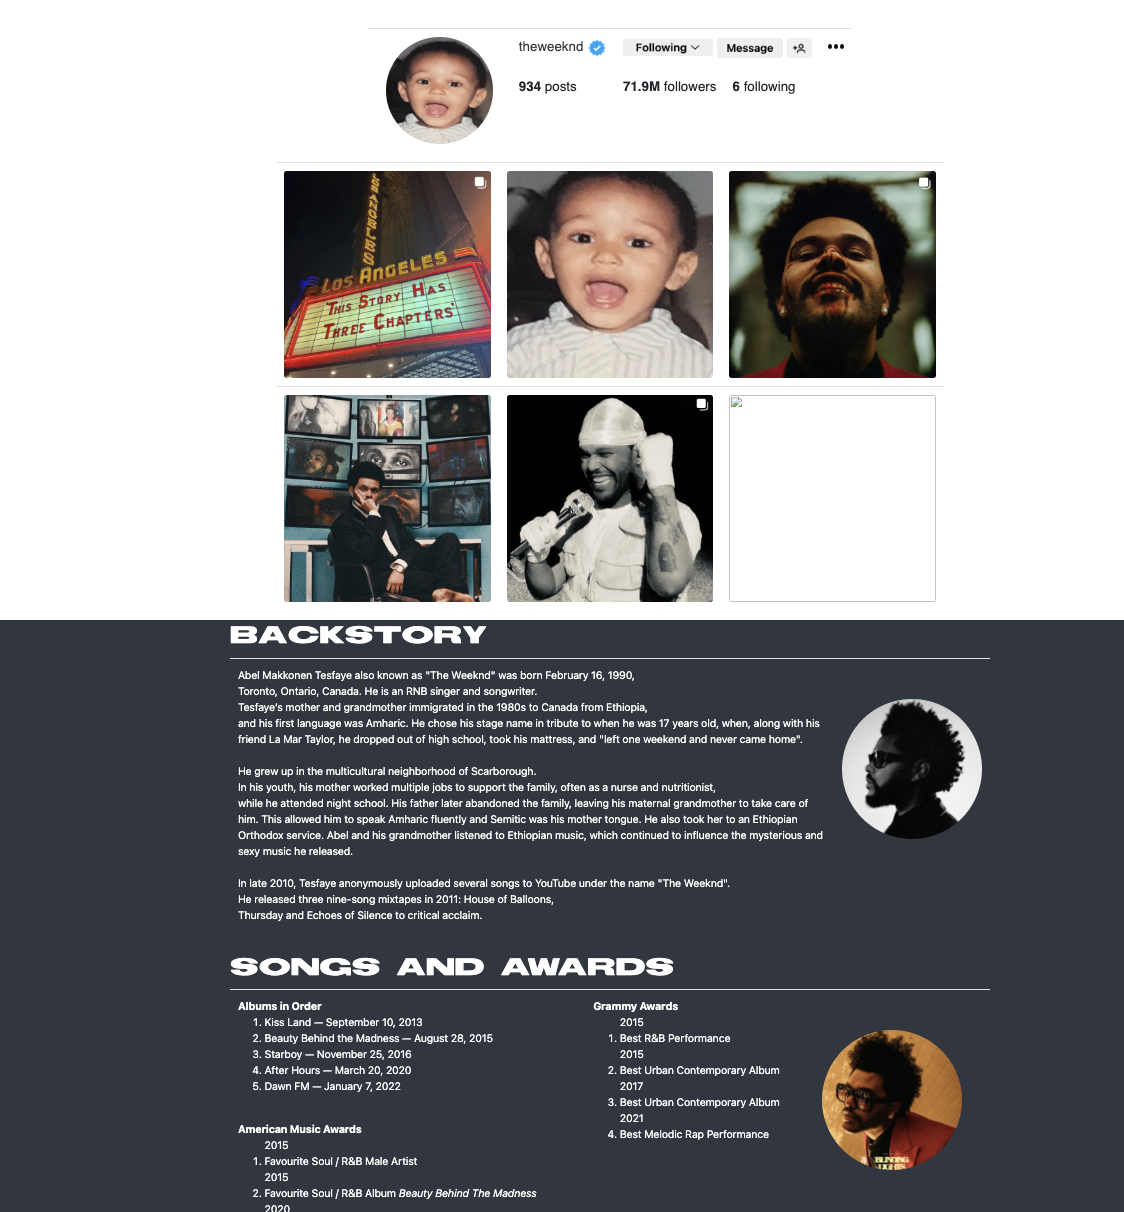 theweeknd
Following
Message
934 posts
71.9M followers
6 following
LOS ANGELES
LOS ANGELES
'THIS STORY HAS
THREE CHAPTERS'
BACKSTORY
Abel Makkonen Tesfaye also known as "The Weeknd" was born February 16, 1990,
Toronto, Ontario, Canada. He is an RNB singer and songwriter.
Tesfaye's mother and grandmother immigrated in the 1980s to Canada from Ethiopia,
and his first language was Amharic. He chose his stage name in tribute to when he was 17 years old, when, along with his
friend La Mar Taylor, he dropped out of high school, took his mattress, and "left one weekend and never came home".
He grew up in the multicultural neighborhood of Scarborough.
In his youth, his mother worked multiple jobs to support the family, often as a nurse and nutritionist,
while he attended night school. His father later abandoned the family, leaving his maternal grandmother to take care of
him. This allowed him to speak Amharic fluently and Semitic was his mother tongue. He also took her to an Ethiopian
Orthodox service. Abel and his grandmother listened to Ethiopian music, which continued to influence the mysterious and
sexy music he released.
In late 2010, Tesfaye anonymously uploaded several songs to YouTube under the name "The Weeknd".
He released three nine-song mixtapes in 2011: House of Balloons,
Thursday and Echoes of Silence to critical acclaim.
SONGS AND AWARDS
Albums in Order
1. Kiss Land — September 10, 2013
2. Beauty Behind the Madness — August 28, 2015
3. Starboy — November 25, 2016
4. After Hours — March 20, 2020
5. Dawn FM — January 7, 2022
American Music Awards
2015
1. Favourite Soul / R&B Male Artist
2015
2. Favourite Soul / R&B Album Beauty Behind The Madness
2020
Grammy Awards
2015
1. Best R&B Performance
2015
2. Best Urban Contemporary Album
2017
3. Best Urban Contemporary Album
2021
4. Best Melodic Rap Performance
BLINDING
LIGHTS